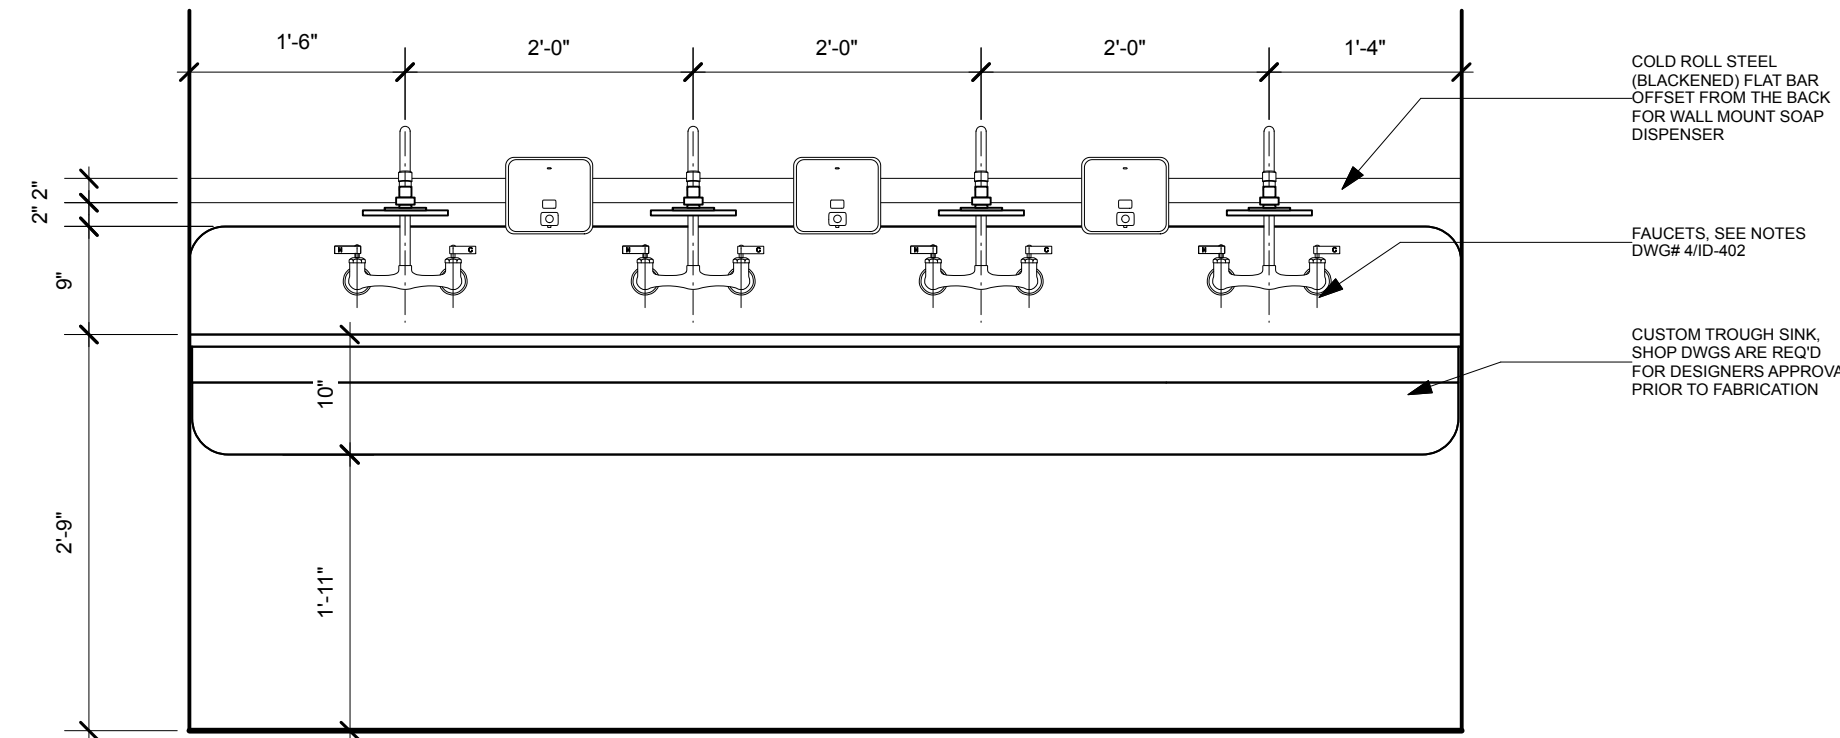 1'-6"
2'-0"
2'-0"
2'-0"
1'-4"
COLD ROLL STEEL
(BLACKENED) FLAT BAR
OFFSET FROM THE BACK
FOR WALL MOUNT SOAP
DISPENSER
2" 2"
H C H C H C H C
FAUCETS, SEE NOTES
DWG# 4/ID-402
9"
CUSTOM TROUGH SINK,
SHOP DWGS ARE REQ'D
FOR DESIGNERS APPROVA
PRIOR TO FABRICATION
10"
2'-9"
1'-11"